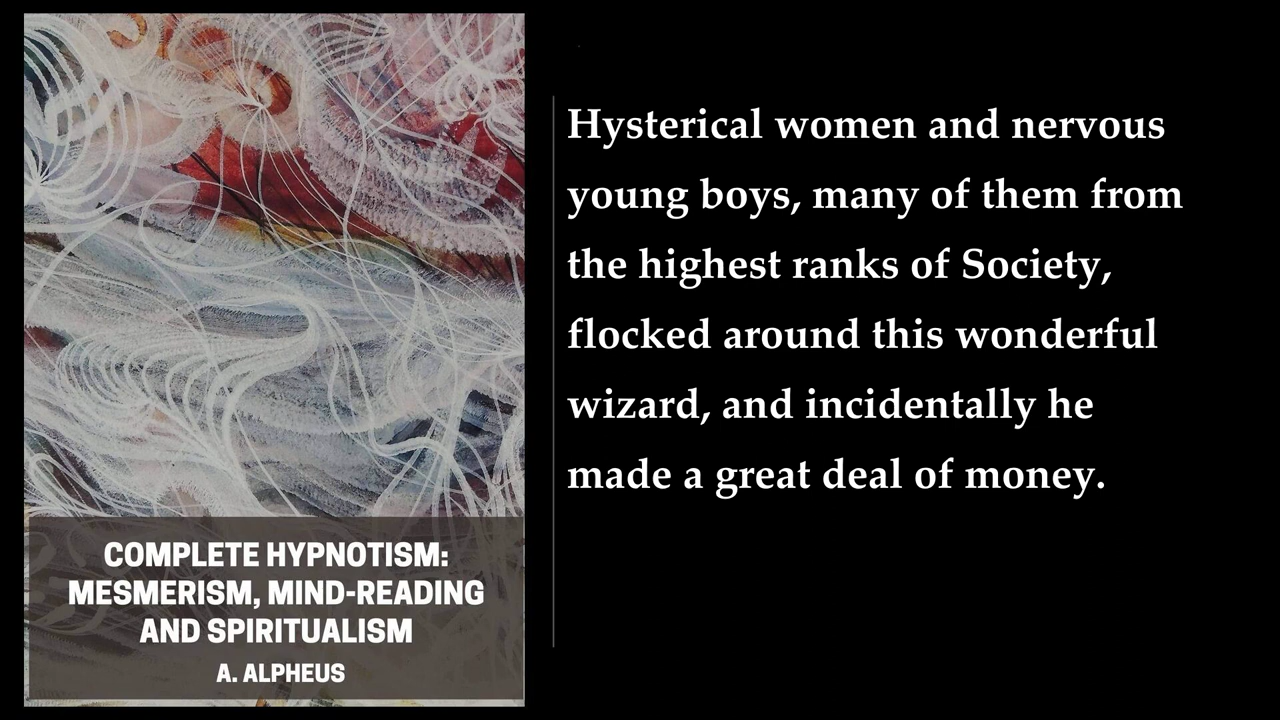 COMPLETE HYPNOTISM:
MESMERISM, MIND-READING
AND SPIRITUALISM
A. ALPHEUS
Hysterical women and nervous
young boys, many of them from
the highest ranks of Society,
flocked around this wonderful
wizard, and incidentally he
made a great deal of money.